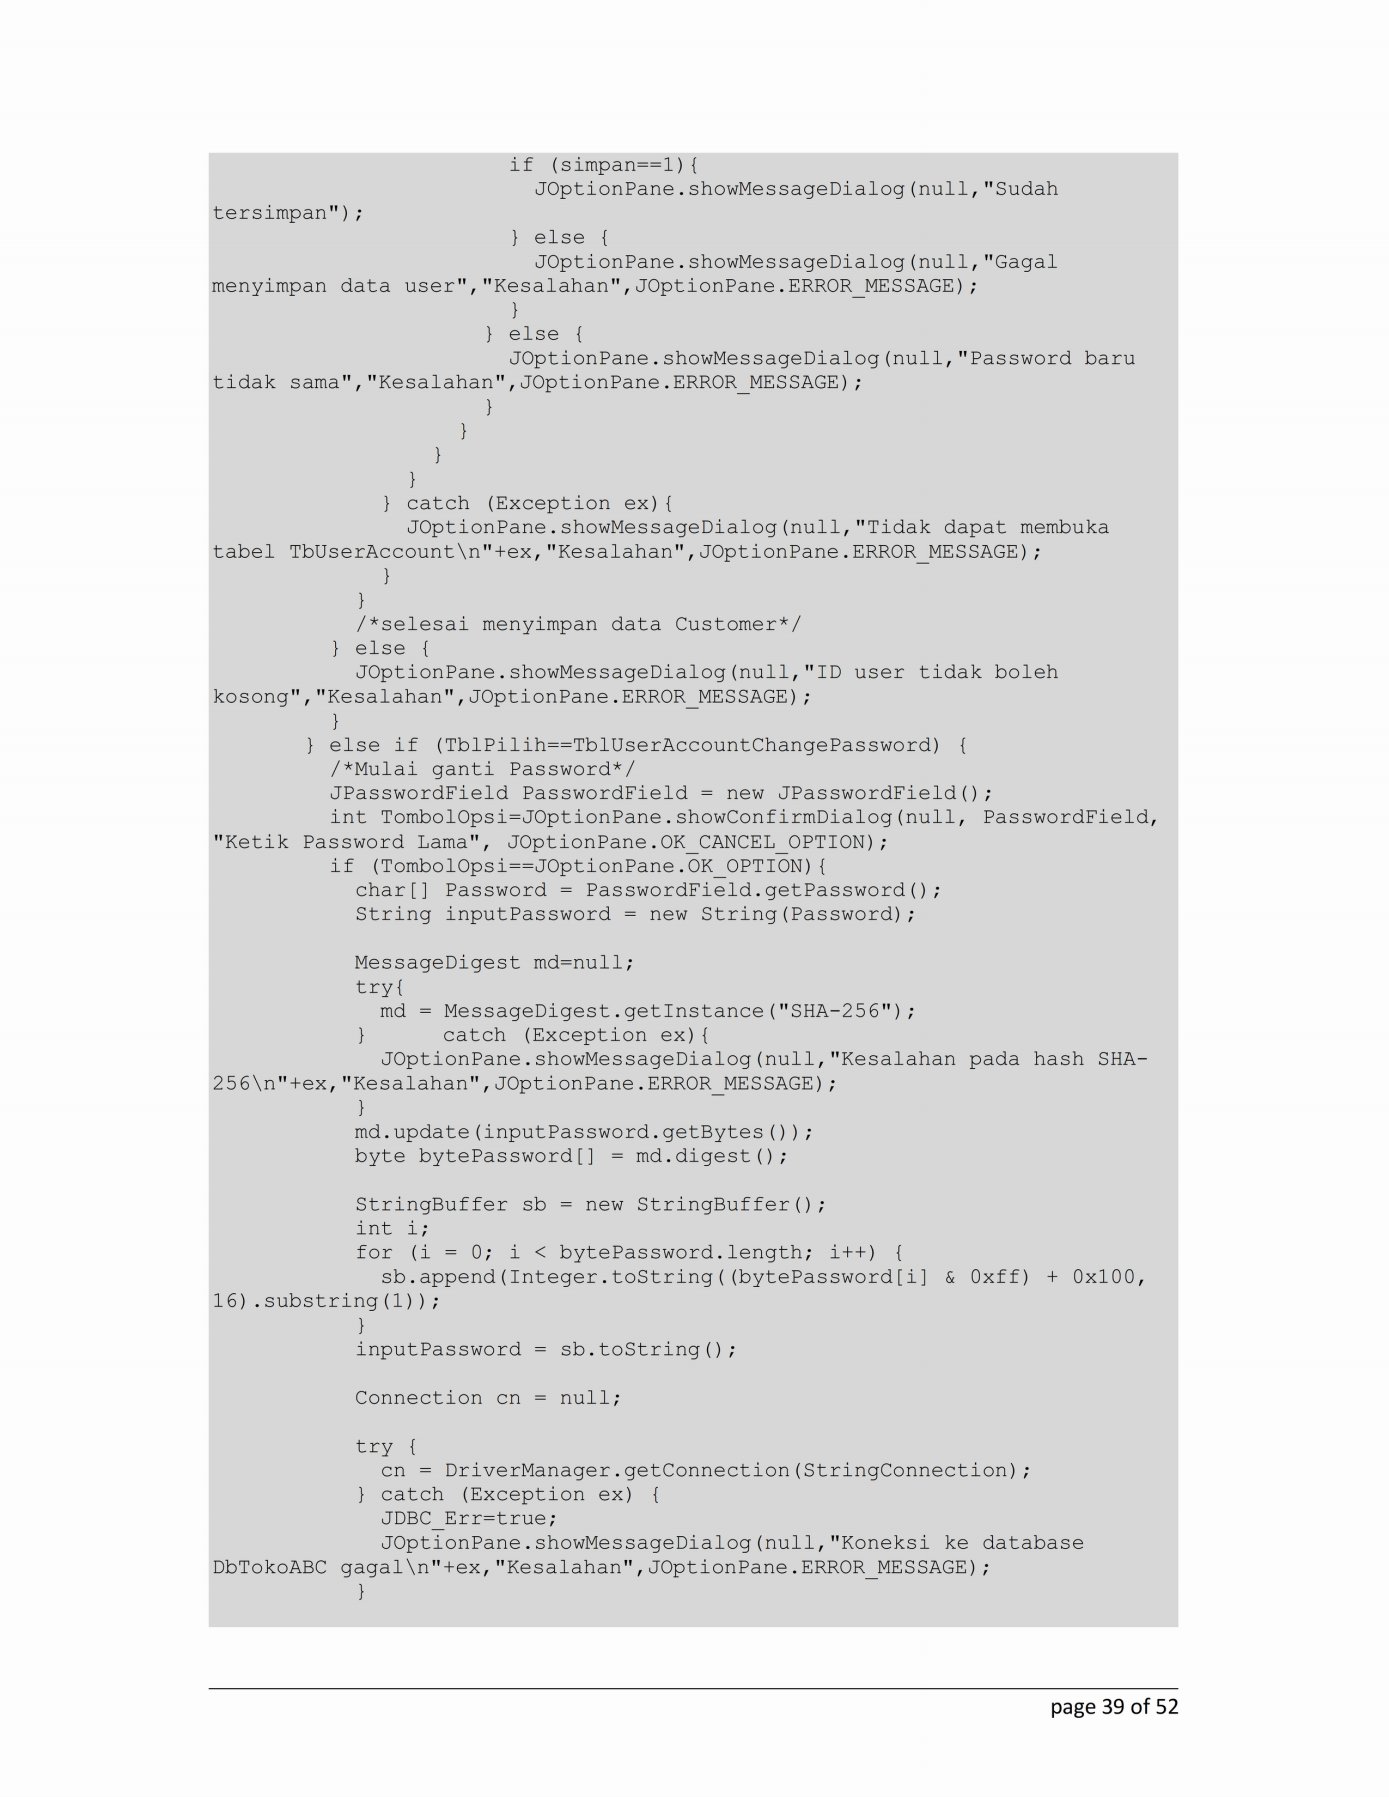 if (simpan==1){
JOptionPane.showMessageDialog(null,"Sudah
tersimpan");
} else {
JOptionPane.showMessageDialog(null,"Gagal
menyimpan data user","Kesalahan",JOptionPane.ERROR_MESSAGE);
}
} else {
JOptionPane.showMessageDialog(null,"Password baru
tidak sama","Kesalahan",JOptionPane.ERROR_MESSAGE);
}
}
}
}
} catch (Exception ex){
JOptionPane.showMessageDialog(null,"Tidak dapat membuka
tabel TbUserAccount\n"+ex,"Kesalahan",JOptionPane.ERROR_MESSAGE);
}
}
/*selesai menyimpan data Customer*/
} else {
JOptionPane.showMessageDialog(null,"ID user tidak boleh
kosong","Kesalahan",JOptionPane.ERROR_MESSAGE);
}
} else if (TblPilih==TblUserAccountChangePassword) {
/*Mulai ganti Password*/
JPasswordField PasswordField = new JPasswordField();
int TombolOpsi=JOptionPane.showConfirmDialog(null, PasswordField,
"Ketik Password Lama", JOptionPane.OK_CANCEL_OPTION);
if (TombolOpsi==JOptionPane.OK_OPTION){
char[] Password = PasswordField.getPassword();
String inputPassword = new String(Password);
MessageDigest md=null;
try{
md = MessageDigest.getInstance("SHA-256");
} catch (Exception ex){
JOptionPane.showMessageDialog(null,"Kesalahan pada hash SHA-
256\n"+ex,"Kesalahan",JOptionPane.ERROR_MESSAGE);
}
md.update(inputPassword.getBytes());
byte bytePassword[] = md.digest();
StringBuffer sb = new StringBuffer();
int i;
for (i = 0; i < bytePassword.length; i++) {
sb.append(Integer.toString((bytePassword[i] & 0xff) + 0x100,
16).substring(1));
}
inputPassword = sb.toString();
Connection cn = null;
try {
cn = DriverManager.getConnection(StringConnection);
} catch (Exception ex) {
JDBC_Err=true;
JOptionPane.showMessageDialog(null,"Koneksi ke database
DbTokoABC gagal\n"+ex,"Kesalahan",JOptionPane.ERROR_MESSAGE);
}
page 39 of 52